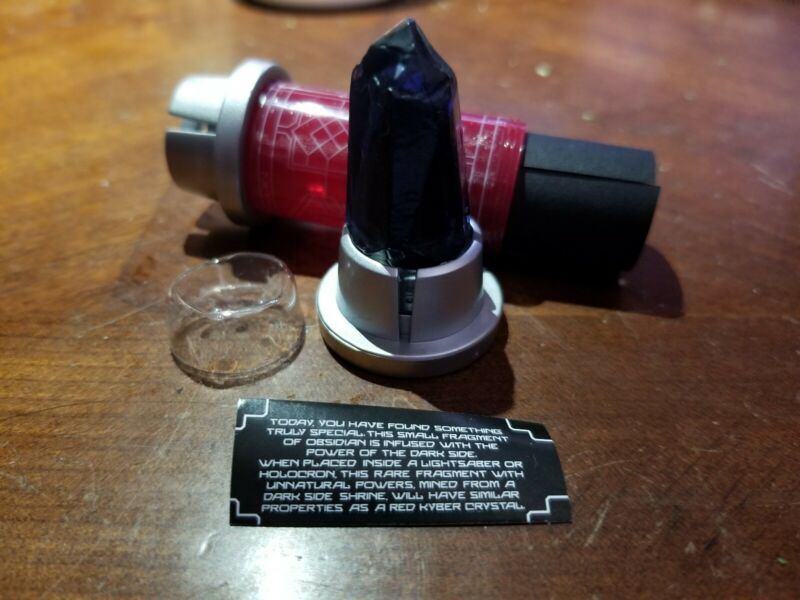 TODAY, YOU HAVE FOUND SOMETHING
TRULY SPECIAL. THIS SMALL FRAGMENT
OF OBSIDIAN IS INFUSED WITH THE
POWER OF THE DARK SIDE.
WHEN PLACED INSIDE A LIGHTSABER OR
HOLOCRON, THIS RARE FRAGMENT WITH
UNNATURAL POWERS, MINED FROM A
DARK SIDE SHRINE, WILL HAVE SIMILAR
PROPERTIES AS A RED KYBER CRYSTAL.